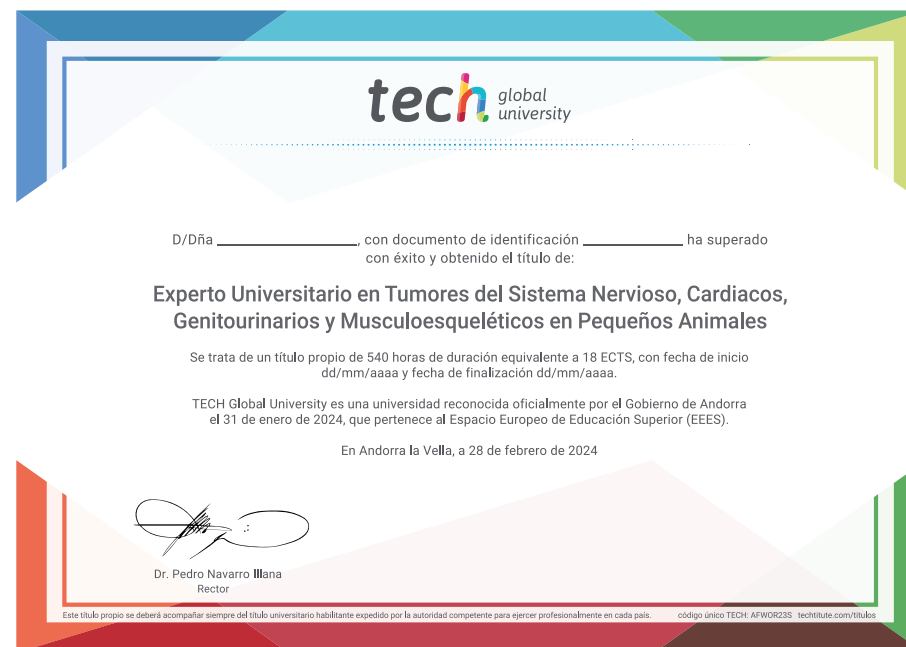 tech global
university
D/Dña ____________________, con documento de identificación ______________ ha superado
con éxito y obtenido el título de:
Experto Universitario en Tumores del Sistema Nervioso, Cardiacos,
Genitourinarios y Musculoesqueléticos en Pequeños Animales
Se trata de un título propio de 540 horas de duración equivalente a 18 ECTS, con fecha de inicio
dd/mm/aaaa y fecha de finalización dd/mm/aaaa.
TECH Global University es una universidad reconocida oficialmente por el Gobierno de Andorra
el 31 de enero de 2024, que pertenece al Espacio Europeo de Educación Superior (EEES).
En Andorra la Vella, a 28 de febrero de 2024
Dr. Pedro Navarro Illana
Rector
Este título propio se deberá acompañar siempre del título universitario habilitante expedido por la autoridad competente para ejercer profesionalmente en cada país. código único TECH: AFWOR23S techtitute.com/titulos